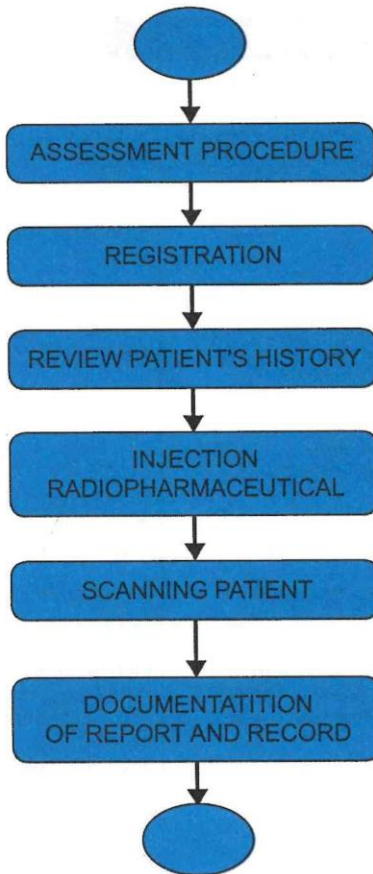 ASSESSMENT PROCEDURE
REGISTRATION
REVIEW PATIENT'S HISTORY
INJECTION
RADIOPHARMACEUTICAL
SCANNING PATIENT
DOCUMENTATITION
OF REPORT AND RECORD